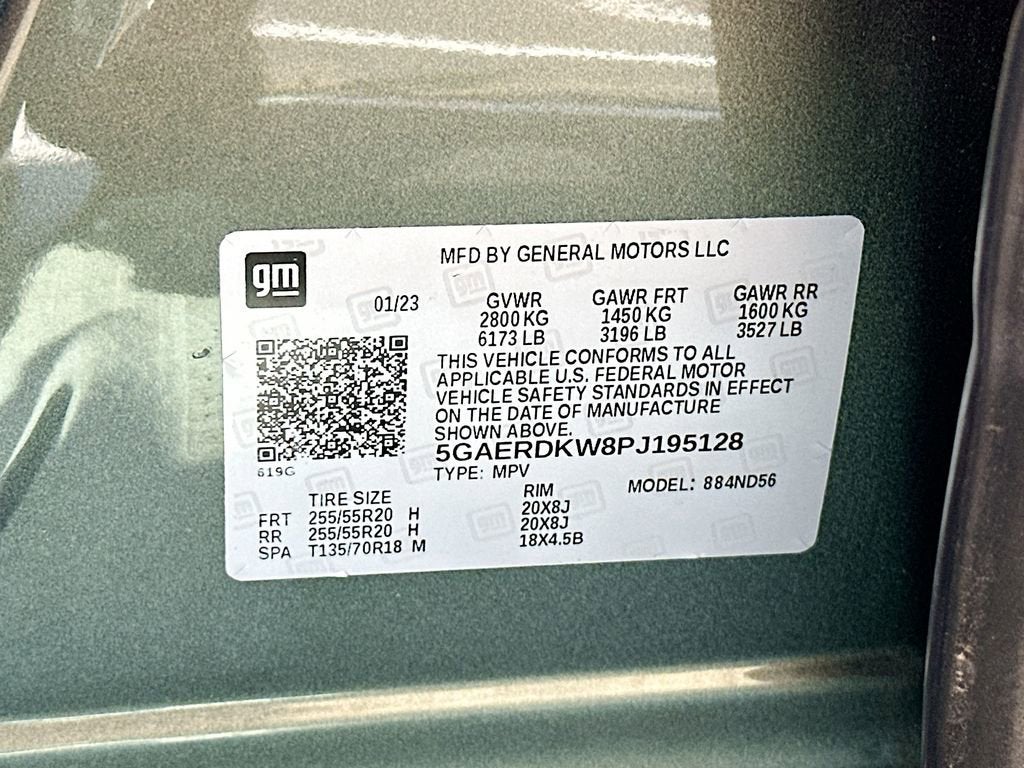 gm
MFD BY GENERAL MOTORS LLC
01/23
GVWR GAWR FRT GAWR RR
2800 KG 1450 KG 1600 KG
6173 LB 3196 LB 3527 LB
THIS VEHICLE CONFORMS TO ALL
APPLICABLE U.S. FEDERAL MOTOR
VEHICLE SAFETY STANDARDS IN EFFECT
ON THE DATE OF MANUFACTURE
SHOWN ABOVE.
5GAERDKW8PJ195128
619G
TYPE: MPV MODEL: 884ND56
TIRE SIZE RIM
FRT 255/55R20 H 20X8J
RR 255/55R20 H 20X8J
SPA T135/70R18 M 18X4.5B